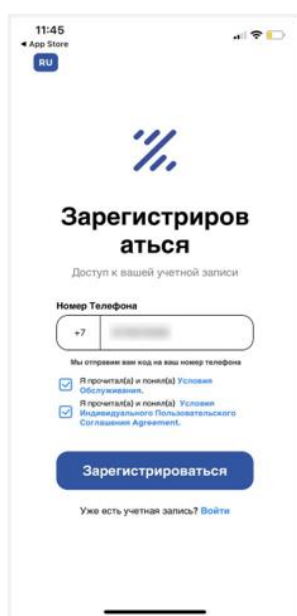 11:45
◀ App Store
RU
Зарегистриров
аться
Доступ к вашей учетной записи
Номер Телефона
+7
Мы отправим вам код на ваш номер телефона
Я прочитал(а) и понял(а) Условия
Обслуживания.
Я прочитал(а) и понял(а) Условия
Индивидуального Пользовательского
Соглашения Agreement.
Зарегистрироваться
Уже есть учетная запись? Войти